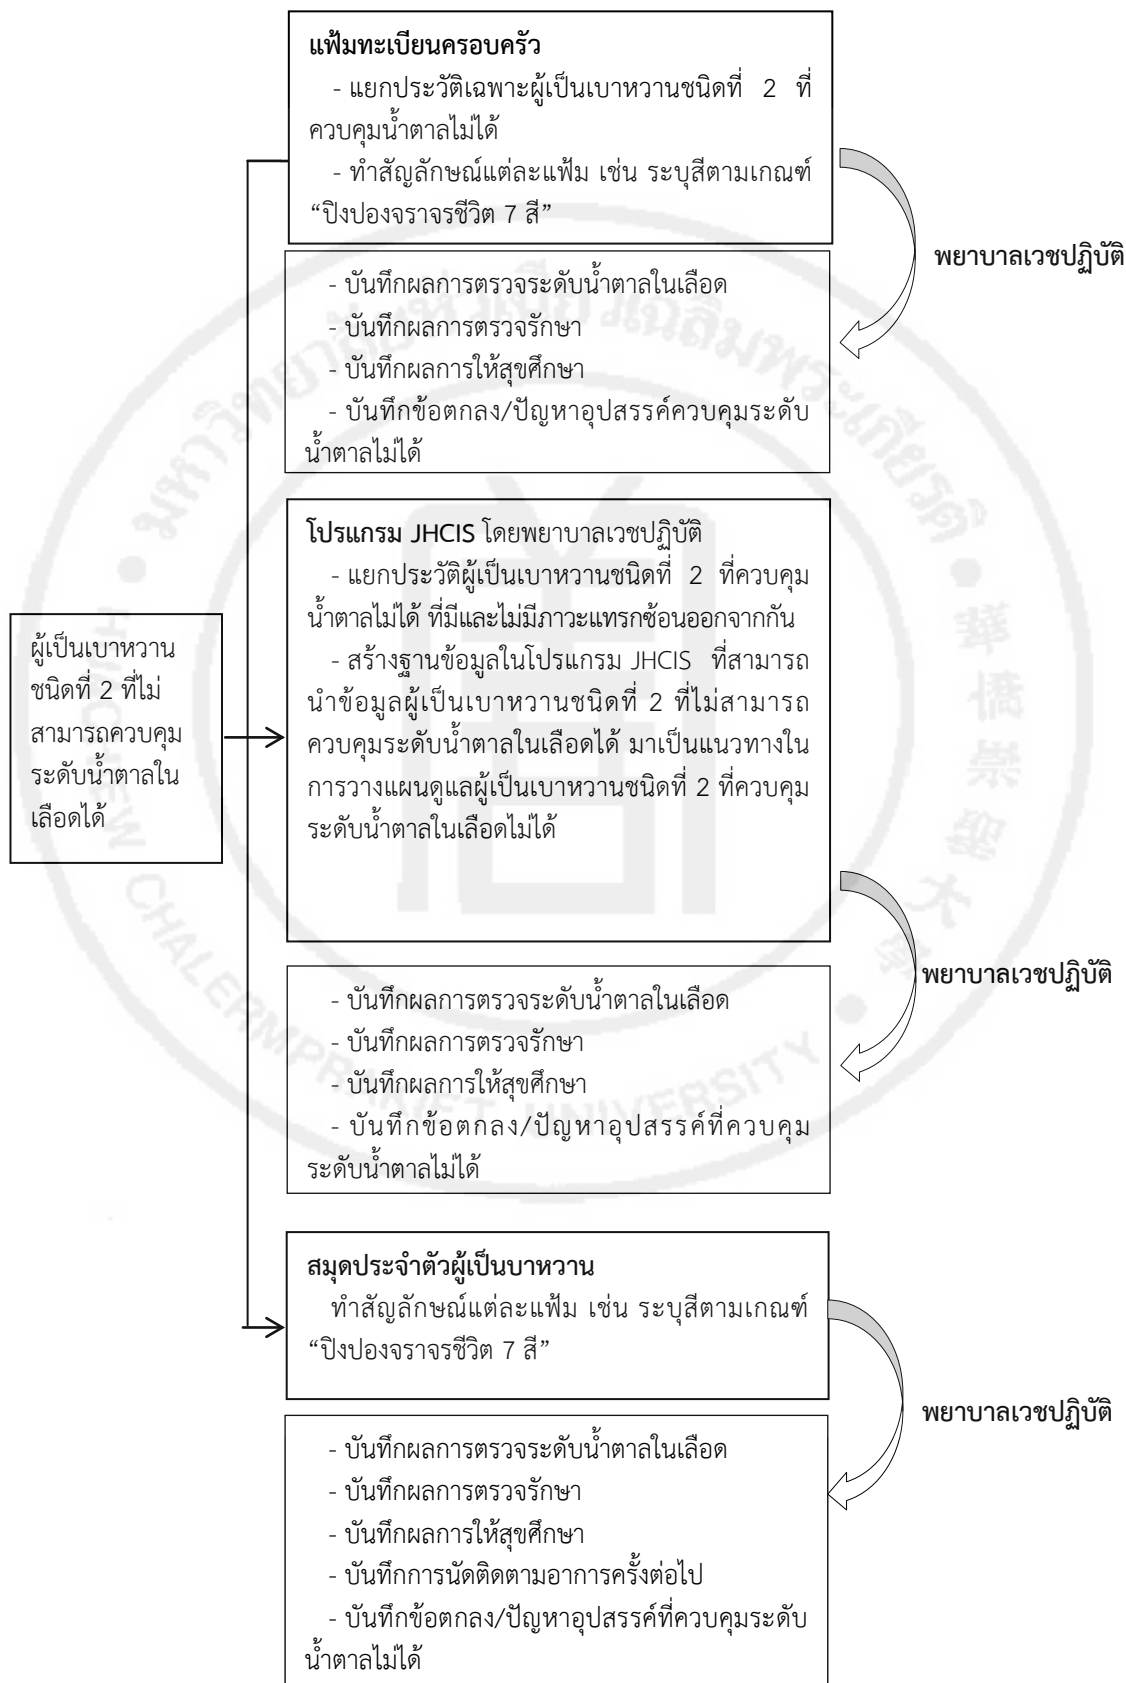 แฟ้มทะเบียนครอบครัว
- แยกประวัติเฉพาะผู้เป็นเบาหวานชนิดที่ 2 ที่
ควบคุมน้ำตาลไม่ได้
- ทำสัญลักษณ์แต่ละแฟ้ม เช่น ระบุสีตามเกณฑ์
“ปิงปองจราจรชีวิต 7 สี”
พยาบาลเวชปฏิบัติ
- บันทึกผลการตรวจระดับน้ำตาลในเลือด
- บันทึกผลการตรวจรักษา
- บันทึกผลการให้สุขศึกษา
- บันทึกข้อตกลง/ปัญหาอุปสรรค์ควบคุมระดับ
น้ำตาลไม่ได้
ผู้เป็นเบาหวาน
ชนิดที่ 2 ที่ไม่
สามารถควบคุม
ระดับน้ำตาลใน
เลือดได้
โปรแกรม JHCIS โดยพยาบาลเวชปฏิบัติ
- แยกประวัติผู้เป็นเบาหวานชนิดที่ 2 ที่ควบคุม
น้ำตาลไม่ได้ ที่มีและไม่มีภาวะแทรกซ้อนออกจากกัน
- สร้างฐานข้อมูลในโปรแกรม JHCIS ที่สามารถ
นำข้อมูลผู้เป็นเบาหวานชนิดที่ 2 ที่ไม่สามารถ
ควบคุมระดับน้ำตาลในเลือดได้ มาเป็นแนวทางใน
การวางแผนดูแลผู้เป็นเบาหวานชนิดที่ 2 ที่ควบคุม
ระดับน้ำตาลในเลือดไม่ได้
พยาบาลเวชปฏิบัติ
- บันทึกผลการตรวจระดับน้ำตาลในเลือด
- บันทึกผลการตรวจรักษา
- บันทึกผลการให้สุขศึกษา
- บันทึกข้อตกลง/ปัญหาอุปสรรค์ที่ควบคุม
ระดับน้ำตาลไม่ได้
สมุดประจำตัวผู้เป็นบาหวาน
ทำสัญลักษณ์แต่ละแฟ้ม เช่น ระบุสีตามเกณฑ์
“ปิงปองจราจรชีวิต 7 สี”
พยาบาลเวชปฏิบัติ
- บันทึกผลการตรวจระดับน้ำตาลในเลือด
- บันทึกผลการตรวจรักษา
- บันทึกผลการให้สุขศึกษา
- บันทึกการนัดติดตามอาการครั้งต่อไป
- บันทึกข้อตกลง/ปัญหาอุปสรรค์ที่ควบคุมระดับ
น้ำตาลไม่ได้
มหาวิทยาลัยหัวเฉียวเฉลิมพระเกียรติ
華僑崇聖大學
CHALERMPRAKIET UNIVERSITY